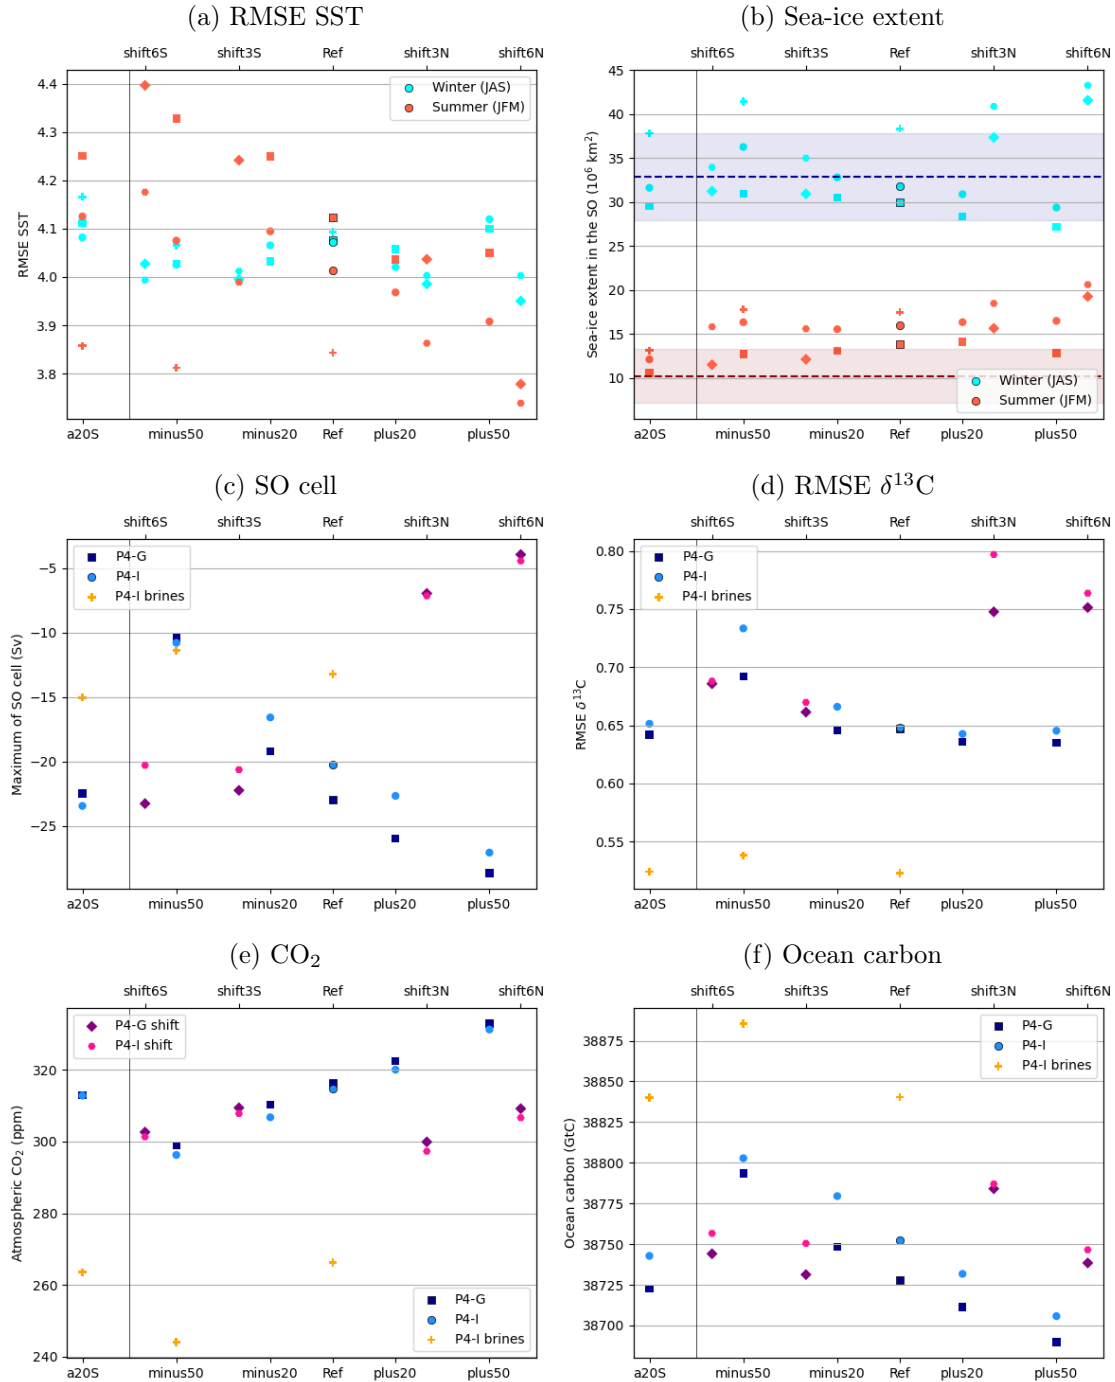 (a) RMSE SST
shift6S shift3S Ref shift3N shift6N
4.4
4.3
4.2
4.1
4.0
3.9
3.8
RMSE SST
Winter (JAS)
Summer (JFM)
a20S minus50 minus20 Ref plus20 plus50
(b) Sea-ice extent
shift6S shift3S Ref shift3N shift6N
45
40
35
30
25
20
15
10
Sea-ice extent in the SO (10⁶ km²)
Winter (JAS)
Summer (JFM)
a20S minus50 minus20 Ref plus20 plus50
(c) SO cell
shift6S shift3S Ref shift3N shift6N
P4-G
P4-I
P4-I brines
−5
−10
−15
−20
−25
Maximum of SO cell (Sv)
a20S minus50 minus20 Ref plus20 plus50
(d) RMSE δ¹³C
shift6S shift3S Ref shift3N shift6N
P4-G
P4-I
P4-I brines
0.80
0.75
0.70
0.65
0.60
0.55
RMSE δ¹³C
a20S minus50 minus20 Ref plus20 plus50
(e) CO₂
shift6S shift3S Ref shift3N shift6N
P4-G shift
P4-I shift
320
300
280
260
240
Atmospheric CO₂ (ppm)
P4-G
P4-I
P4-I brines
a20S minus50 minus20 Ref plus20 plus50
(f) Ocean carbon
shift6S shift3S Ref shift3N shift6N
P4-G
P4-I
P4-I brines
38875
38850
38825
38800
38775
38750
38725
38700
Ocean carbon (GtC)
a20S minus50 minus20 Ref plus20 plus50